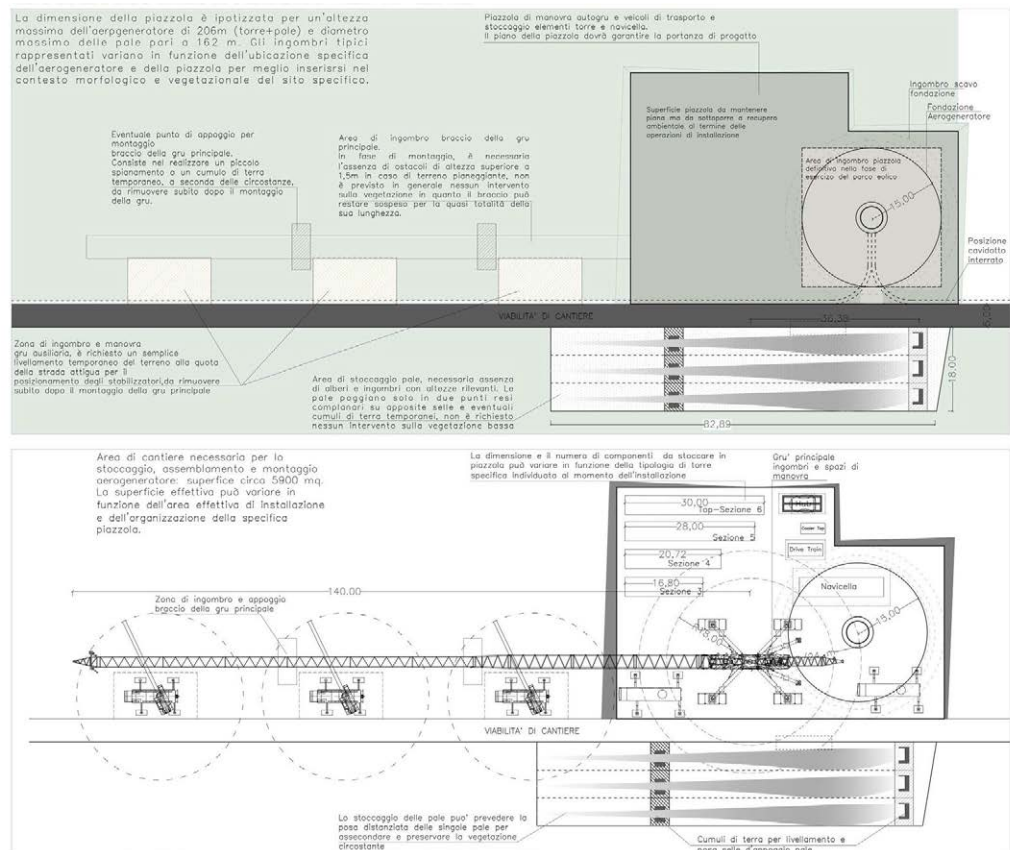 La dimensione della piazzola è ipotizzata per un'altezza
massima dell'aerpgeneratore di 206m (torre+pale) e diametro
massimo delle pale pari a 162 m. Gli ingombri tipici
rappresentati variano in funzione dell'ubicazione specifica
dell'aerogeneratore e della piazzola per meglio inserirsi nel
contesto morfologico e vegetazionale del sito specifico.
Piazzola di manovra autogru e veicoli di trasporto e
stoccaggio elementi torre e navicella.
Il piano della piazzola dovrà garantire la portanza di progetto
Ingombro scavo
fondazione
Fondazione
Aerogeneratore
Superficie piazzola da mantenere
piana ma da sottoporre a recupero
ambientale al termine delle
operazioni di installazione
Eventuale punto di appoggio per
montaggio
braccio della gru principale.
Consiste nel realizzare un piccolo
spianamento o un cumulo di terra
temporaneo, a seconda delle circostanze,
da rimuovere subito dopo il montaggio
della gru.
Area di ingombro braccio della gru
principale.
In fase di montaggio, è necessaria
l'assenza di ostacoli di altezza superiore a
1,5m in caso di terreno pianeggiante, non
è previsto in generale nessun intervento
sulla vegetazione in quanto il braccio può
restare sospeso per la quasi totalità della
sua lunghezza.
Area di ingombro piazzola
definitiva nella fase di
esercizio del parco eolico
15,00
Posizione
cavidotto
interrato
VIABILITA' DI CANTIERE
36,38
6,00
Zona di ingombro e manovra
gru ausiliaria, è richiesto un semplice
livellamento temporaneo del terreno alla quota
della strada attigua per il
posizionamento degli stabilizzatori,da rimuovere
subito dopo il montaggio della gru principale
Area di stoccaggio pale, necessaria assenza
di alberi e ingombri con altezze rilevanti. Le
pale poggiano solo in due punti resi
complanari su apposite selle e eventuali
cumuli di terra temporanei, non è richiesto
nessun intervento sulla vegetazione bassa
18,00
82,89
Area di cantiere necessaria per lo
stoccaggio, assemblamento e montaggio
aerogeneratore: superfice circa 5900 mq.
La superficie effettiva può variare in
funzione dell'area effettiva di installazione
e dell'organizzazione della specifica
piazzola.
La dimensione e il numero di componenti da stoccare in
piazzola può variare in funzione della tipologia di torre
specifica individuata al momento dell'installazione
Gru' principale
ingombri e spazi di
manovra
30,00
Top-Sezione 6
28,00
Sezione 5
20,72
Sezione 4
16,80
Sezione 3
Drive Train
Navicella
140,00
Zona di ingombro e appoggio
braccio della gru principale
15,00
VIABILITA' DI CANTIERE
Lo stoccaggio delle pale puo' prevedere la
posa distanziata delle singole pale per
assecondare e preservare la vegetazione
circostante
Cumuli di terra per livellamento e
posa selle d'appoggio pale